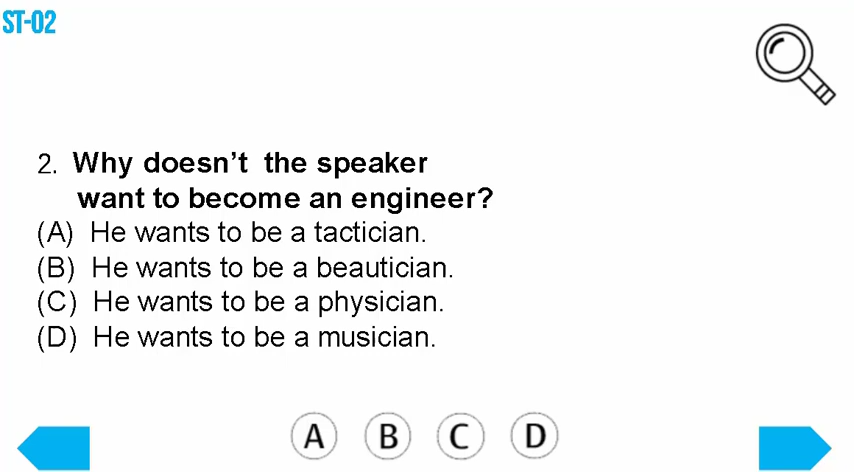 ST-02
2. Why doesn't the speaker
want to become an engineer?
(A) He wants to be a tactician.
(B) He wants to be a beautician.
(C) He wants to be a physician.
(D) He wants to be a musician.
A B C D